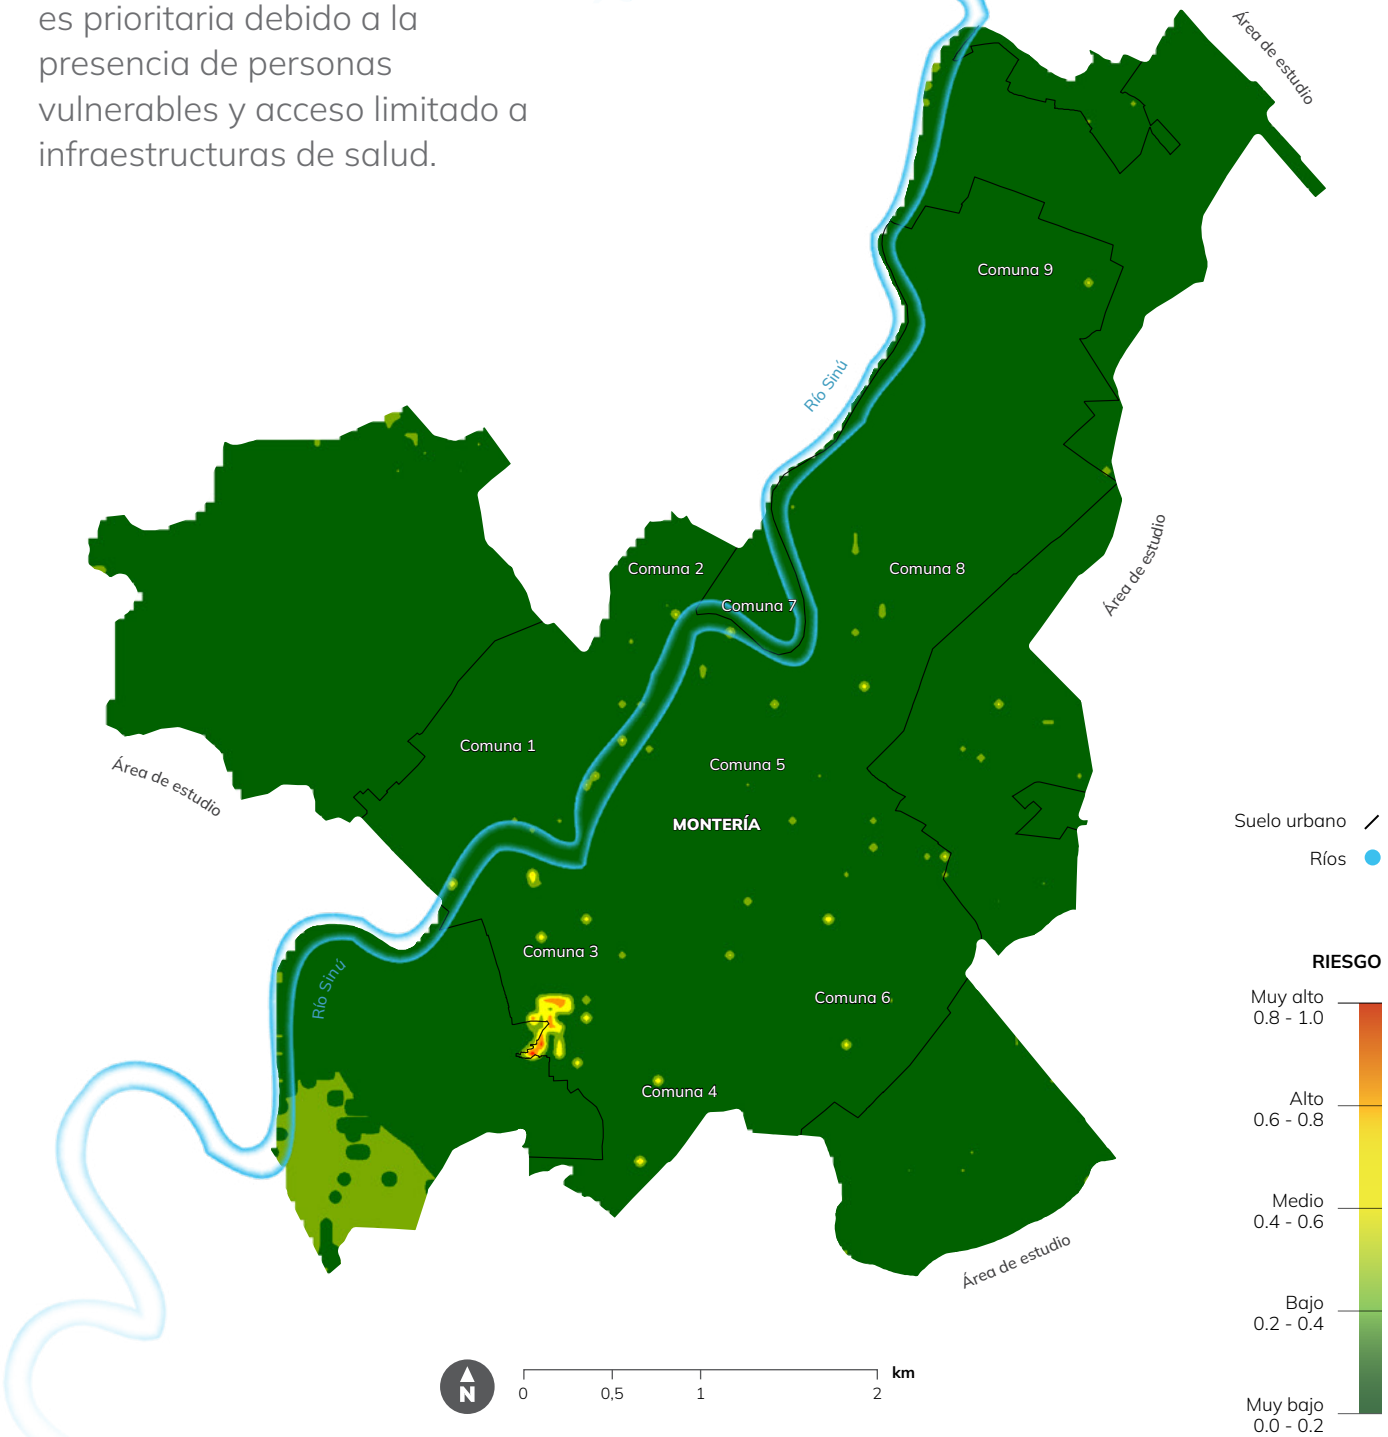 es prioritaria debido a la
presencia de personas
vulnerables y acceso limitado a
infraestructuras de salud.
Área de estudio
Comuna 9
Río Sinú
Área de estudio
Comuna 2
Comuna 8
Comuna 7
Comuna 1
Comuna 5
Área de estudio
MONTERÍA
Suelo urbano
Ríos
Comuna 3
RIESGO
Río Sinú
Comuna 6
Muy alto
0.8 - 1.0
Comuna 4
Alto
0.6 - 0.8
Medio
0.4 - 0.6
Área de estudio
Bajo
0.2 - 0.4
N
km
0 0,5 1 2
Muy bajo
0.0 - 0.2